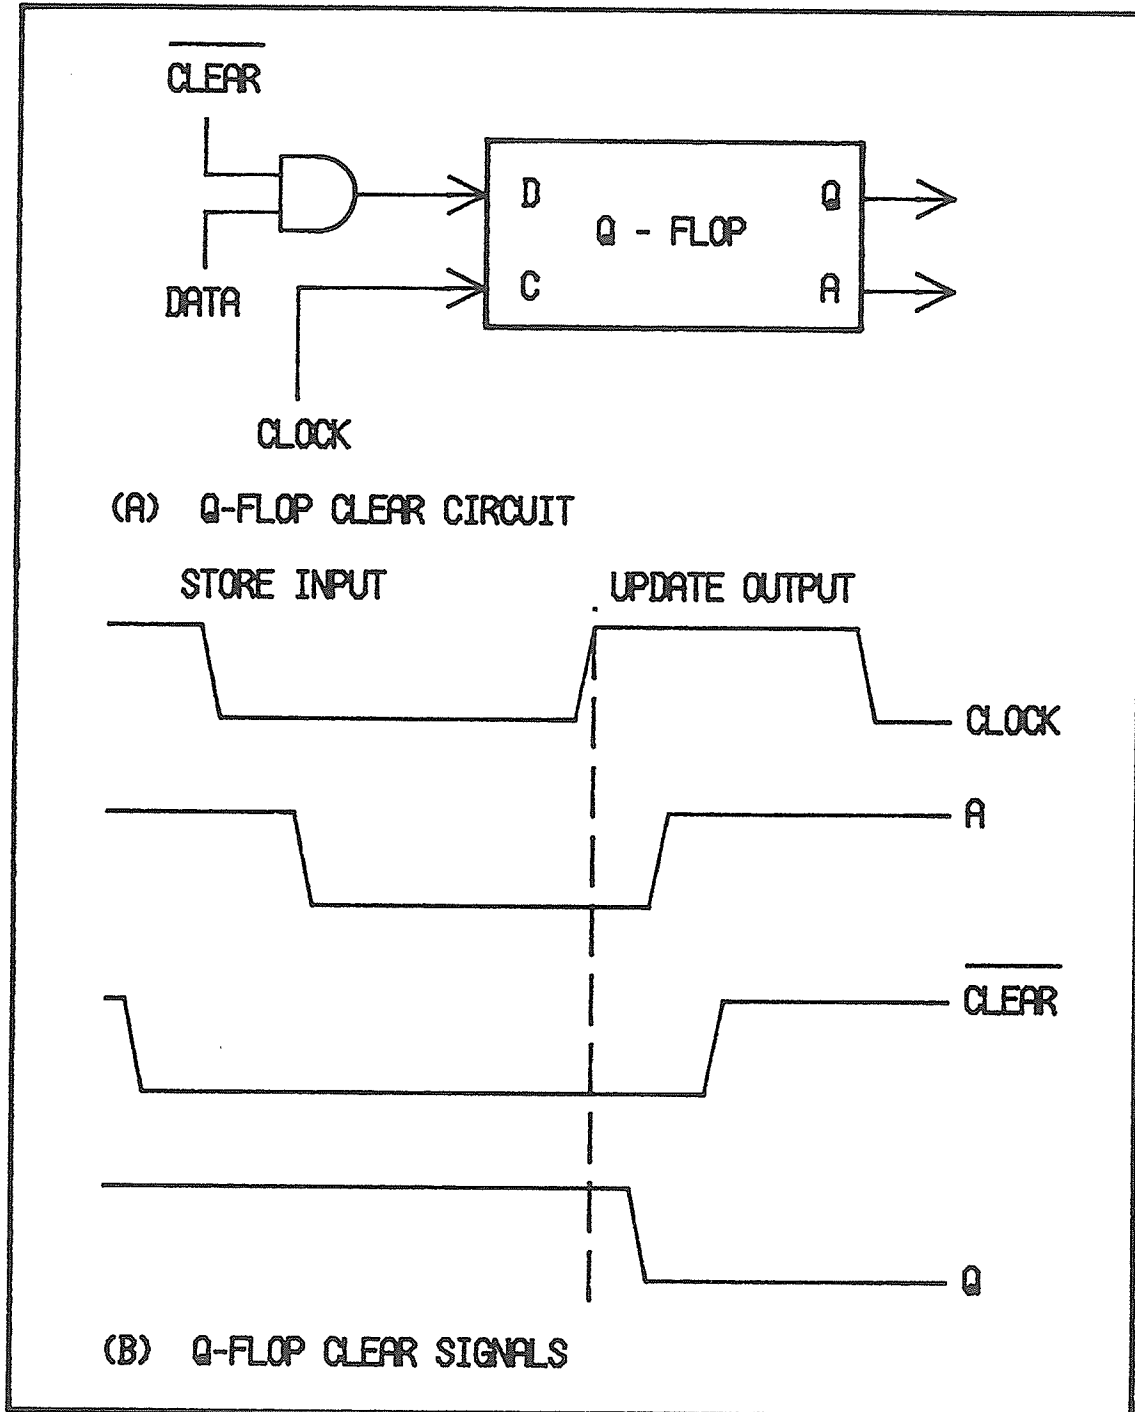 CLEAR
D
Q
Q - FLOP
DATA
C
A
CLOCK
(A) Q-FLOP CLEAR CIRCUIT
STORE INPUT UPDATE OUTPUT
CLOCK
A
CLEAR
Q
(B) Q-FLOP CLEAR SIGNALS